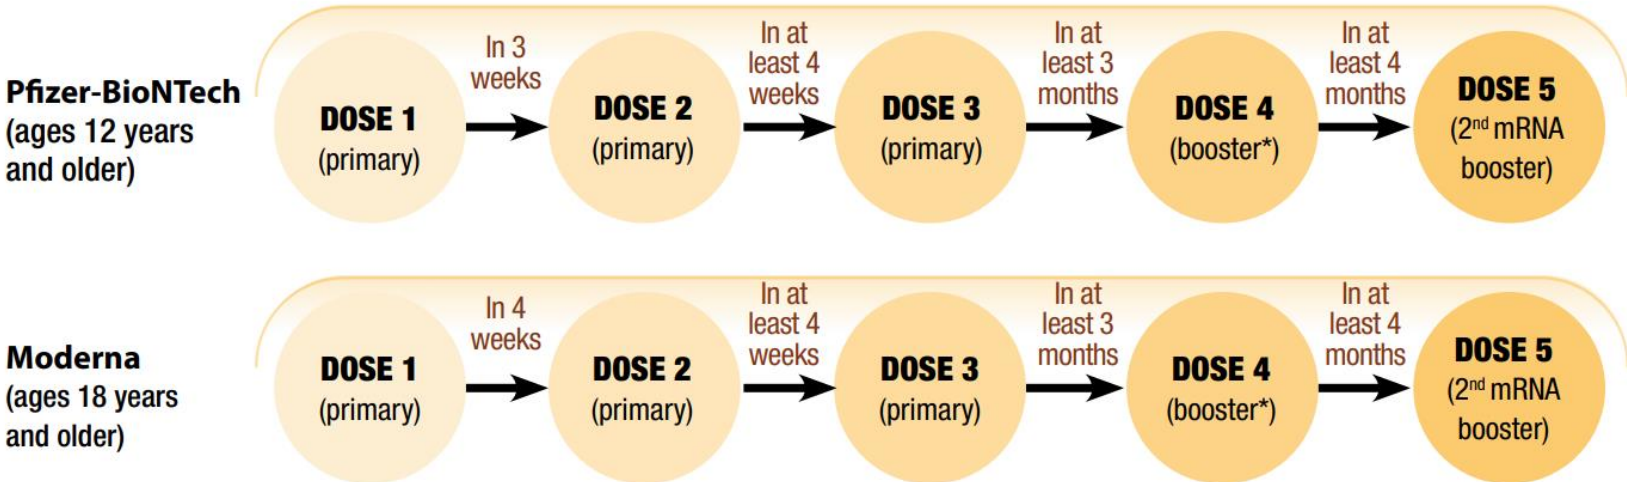 Pfizer-BioNTech
(ages 12 years
and older)
DOSE 1
(primary)
In 3
weeks
DOSE 2
(primary)
In at
least 4
weeks
DOSE 3
(primary)
In at
least 3
months
DOSE 4
(booster*)
In at
least 4
months
DOSE 5
(2nd mRNA
booster)
Moderna
(ages 18 years
and older)
DOSE 1
(primary)
In 4
weeks
DOSE 2
(primary)
In at
least 4
weeks
DOSE 3
(primary)
In at
least 3
months
DOSE 4
(booster*)
In at
least 4
months
DOSE 5
(2nd mRNA
booster)